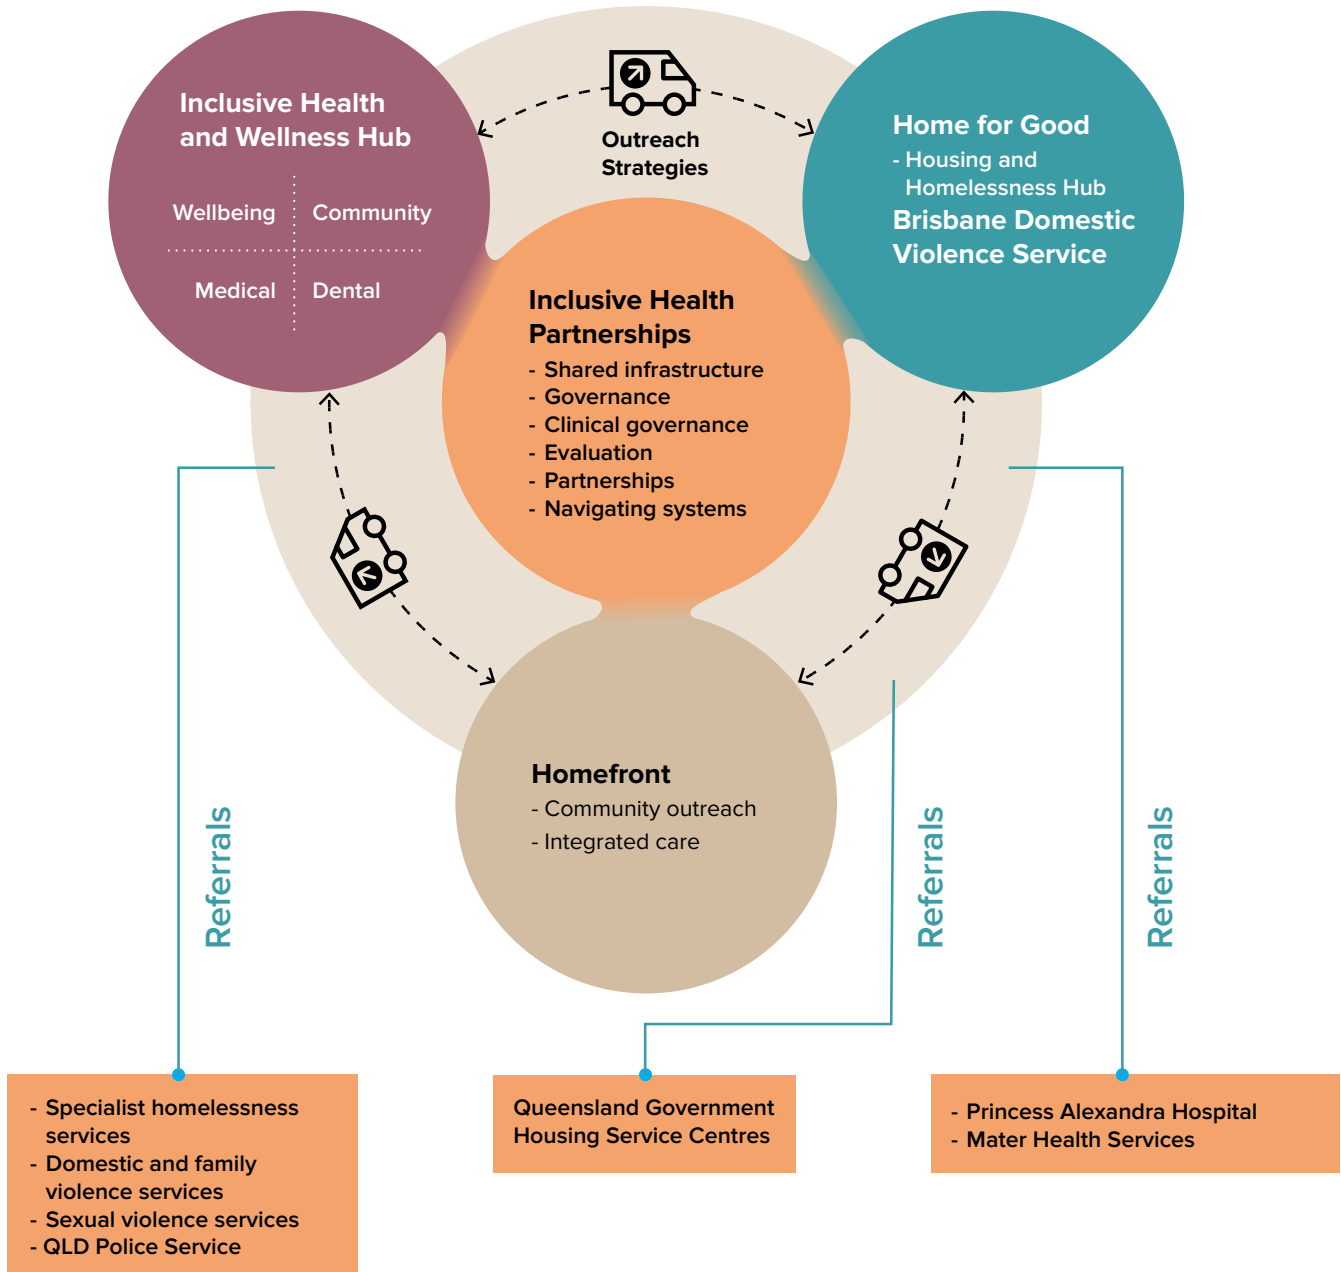 Inclusive Health
and Wellness Hub
Wellbeing
Community
Medical
Dental
Outreach
Strategies
Home for Good
- Housing and
Homelessness Hub
Brisbane Domestic
Violence Service
Inclusive Health
Partnerships
- Shared infrastructure
- Governance
- Clinical governance
- Evaluation
- Partnerships
- Navigating systems
Homefront
- Community outreach
- Integrated care
Referrals
Referrals
Referrals
- Specialist homelessness
services
- Domestic and family
violence services
- Sexual violence services
- QLD Police Service
Queensland Government
Housing Service Centres
- Princess Alexandra Hospital
- Mater Health Services